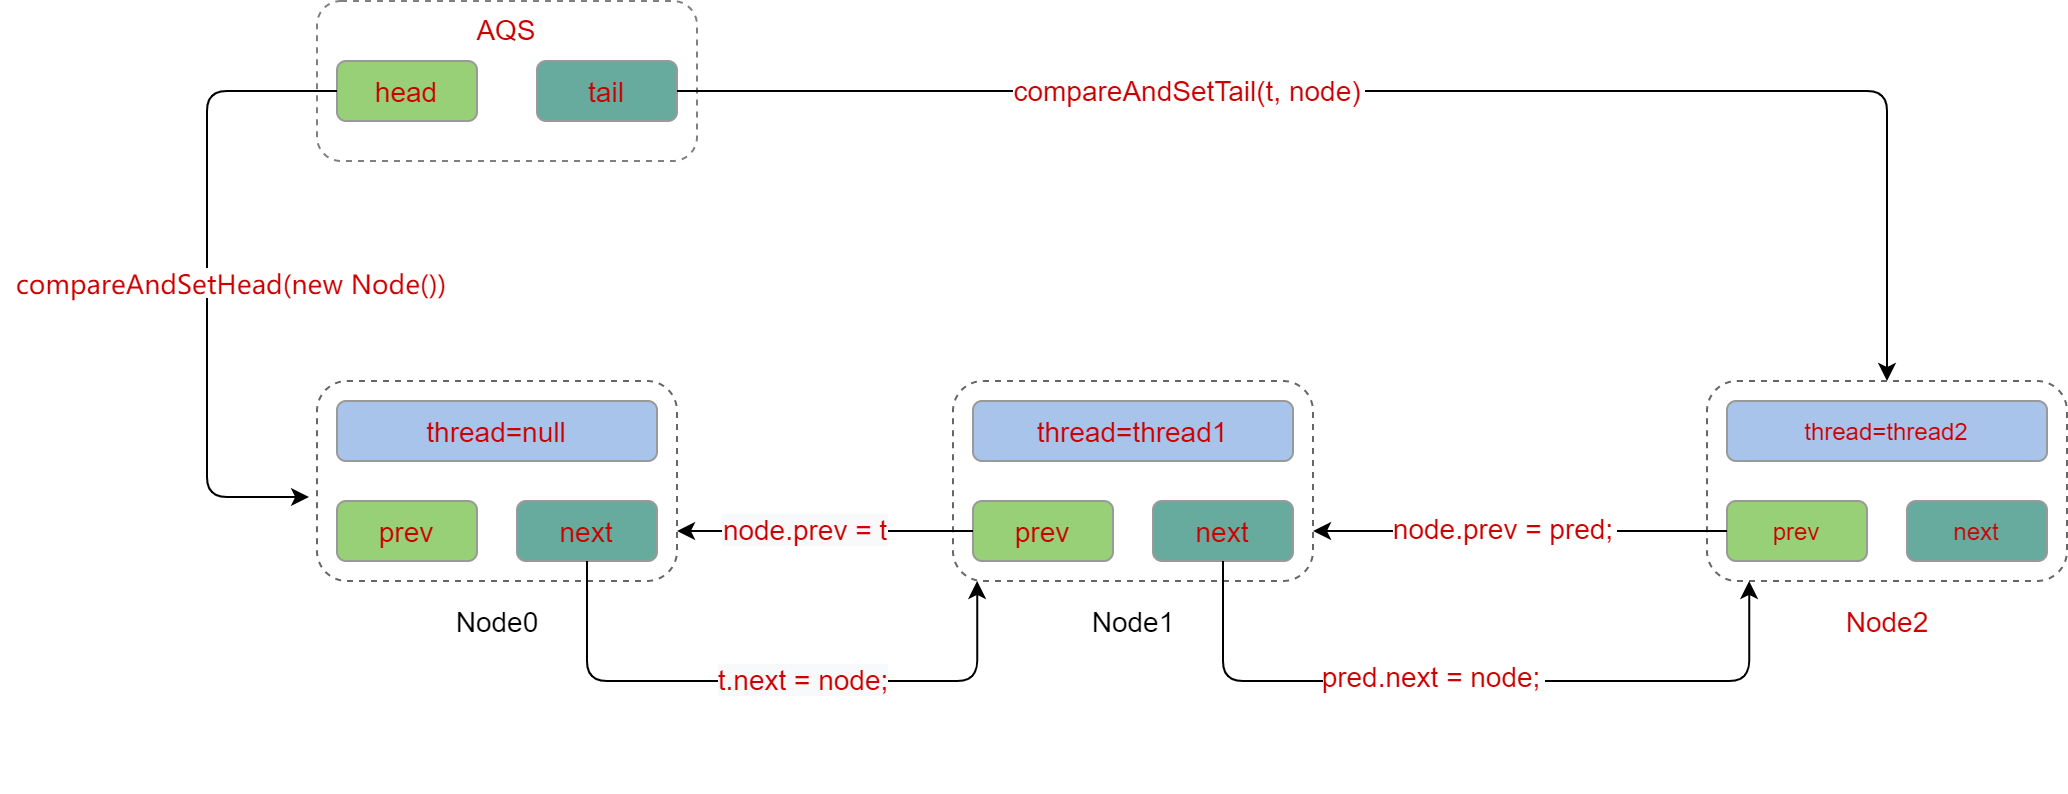 AQS
head
tail
compareAndSetTail(t, node)
compareAndSetHead(new Node())
thread=null
thread=thread1
thread=thread2
prev
next
node.prev = t
prev
next
node.prev = pred;
prev
next
Node0
Node1
Node2
t.next = node;
pred.next = node;